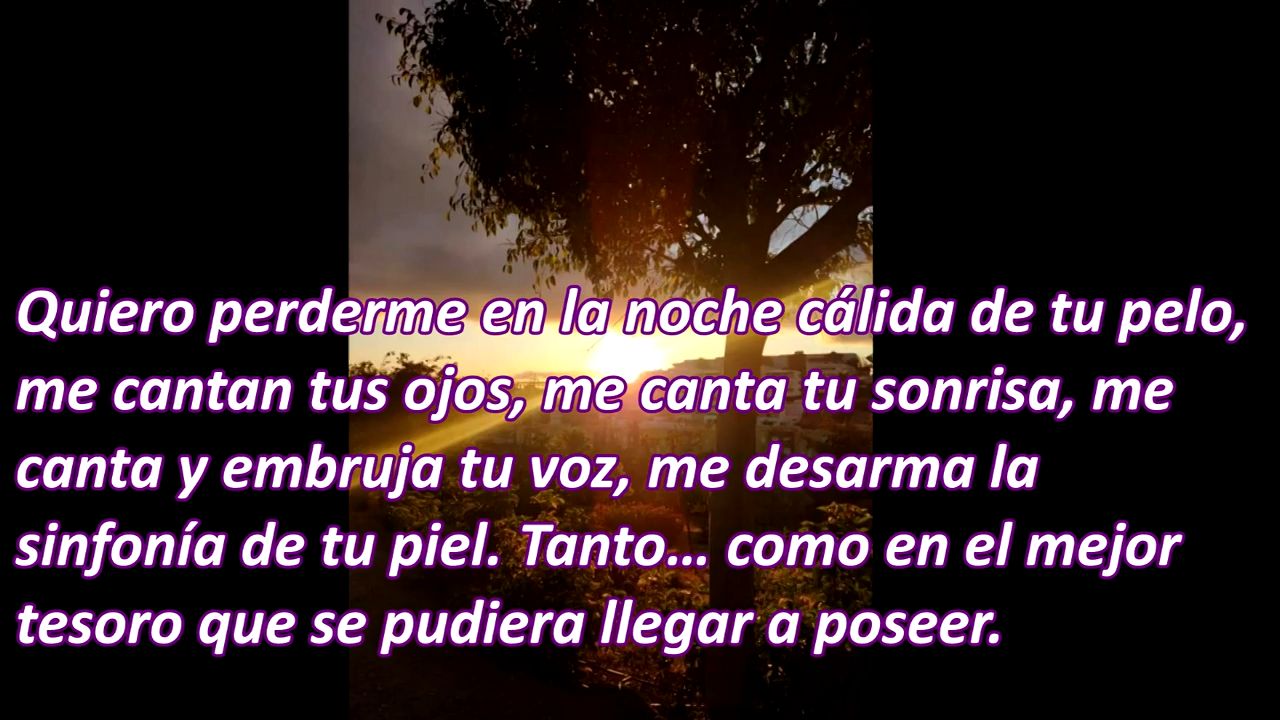 Quiero perderme en la noche cálida de tu pelo,
me cantan tus ojos, me canta tu sonrisa, me
canta y embruja tu voz, me desarma la
sinfonía de tu piel. Tanto... como en el mejor
tesoro que se pudiera llegar a poseer.